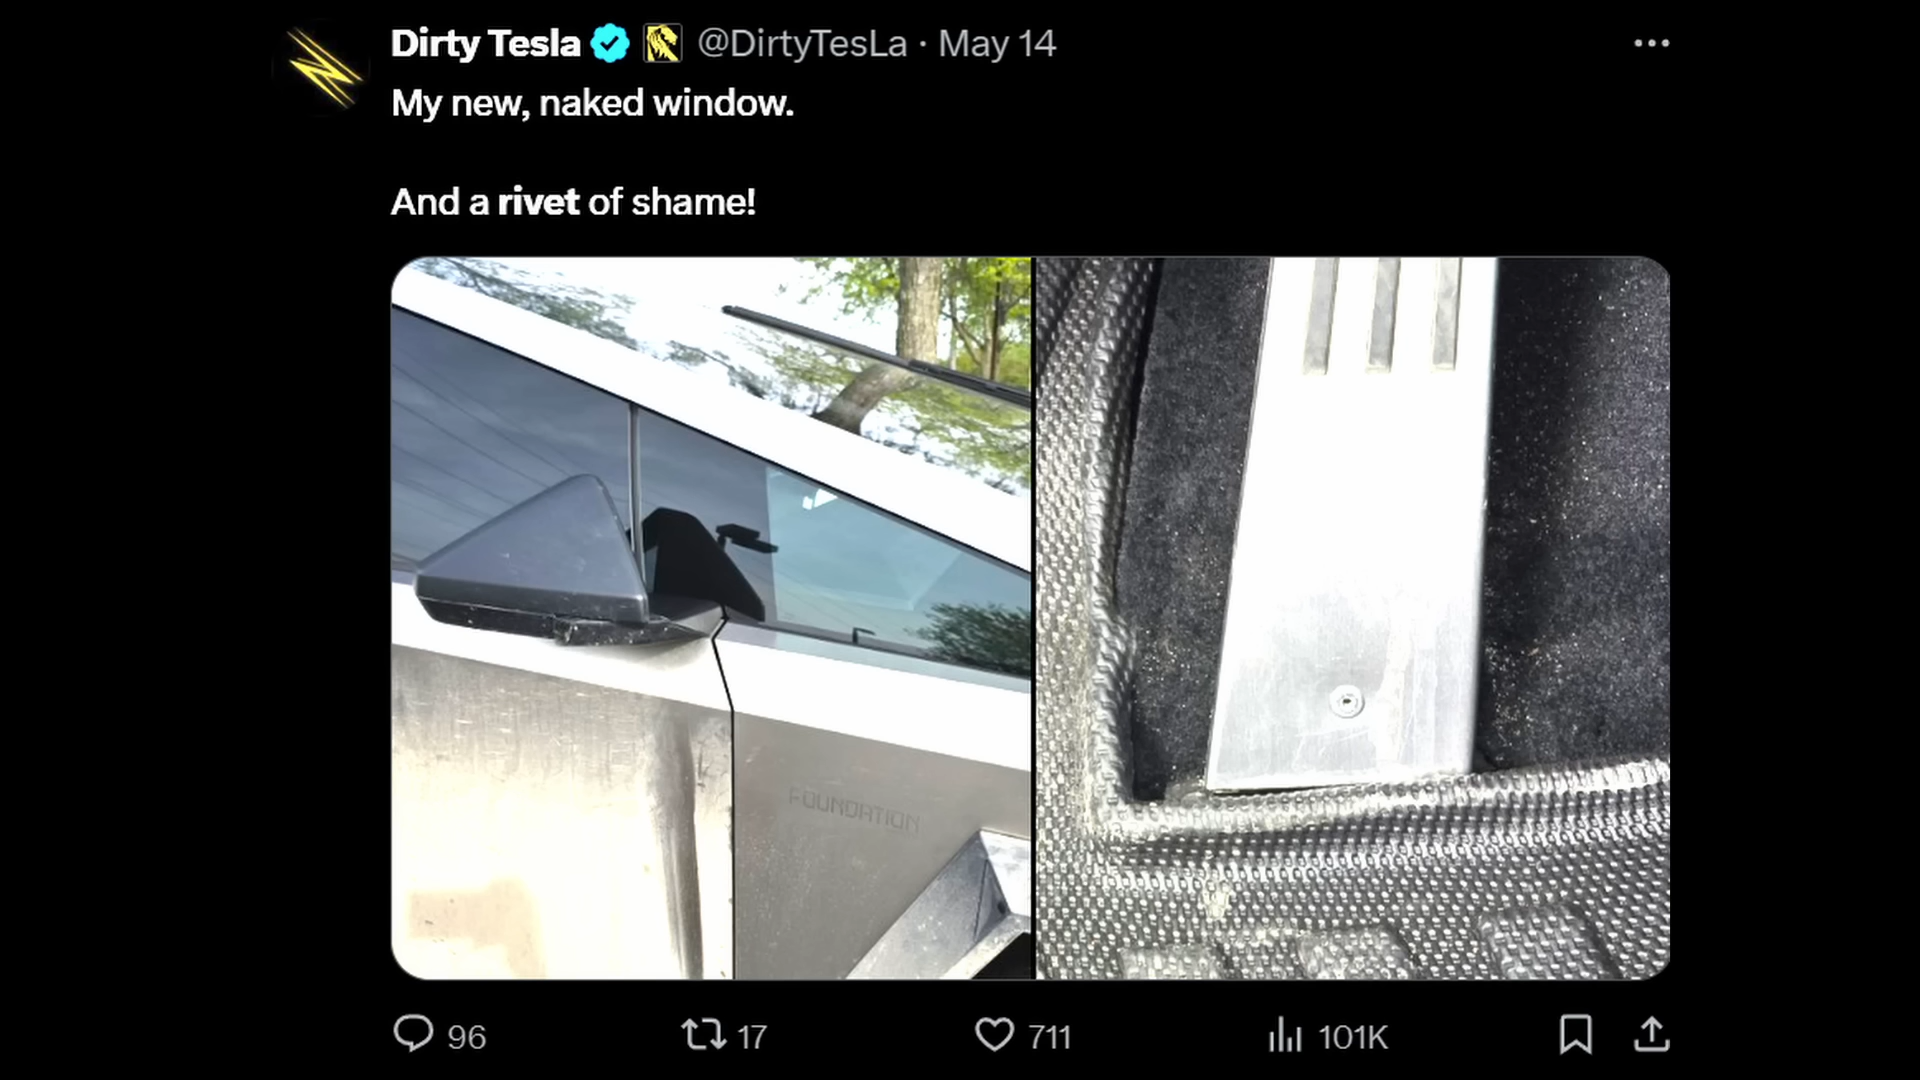 Dirty Tesla @DirtyTesLa · May 14
My new, naked window.
And a rivet of shame!
FOUNDATION
96 17 711 101K